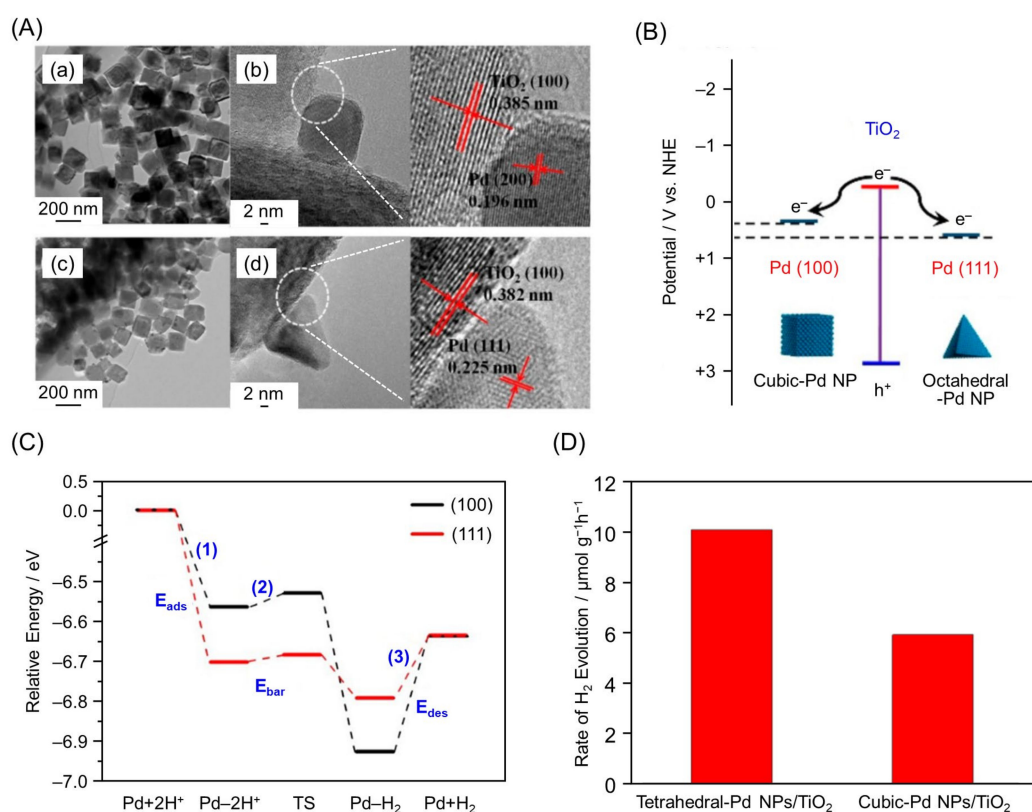 (A)
(a)
200 nm
(b)
2 nm
TiO₂ (100)
0.385 nm
Pd (200)
0.196 nm
(c)
200 nm
(d)
2 nm
TiO₂ (100)
0.382 nm
Pd (111)
0.225 nm
(B)
Potential / V vs. NHE
–2
–1
0
+1
+2
+3
TiO₂
e⁻
e⁻
e⁻
Pd (100)
Pd (111)
Cubic-Pd NP
h⁺
Octahedral
-Pd NP
(C)
Relative Energy / eV
0.5
0.0
–6.5
–6.6
–6.7
–6.8
–6.9
–7.0
(100)
(111)
(1)
(2)
(3)
E_ads
E_bar
E_des
Pd+2H⁺
Pd–2H⁺
TS
Pd–H₂
Pd+H₂
(D)
Rate of H₂ Evolution / μmol g⁻¹h⁻¹
12
10
8
6
4
2
0
Tetrahedral-Pd NPs/TiO₂
Cubic-Pd NPs/TiO₂